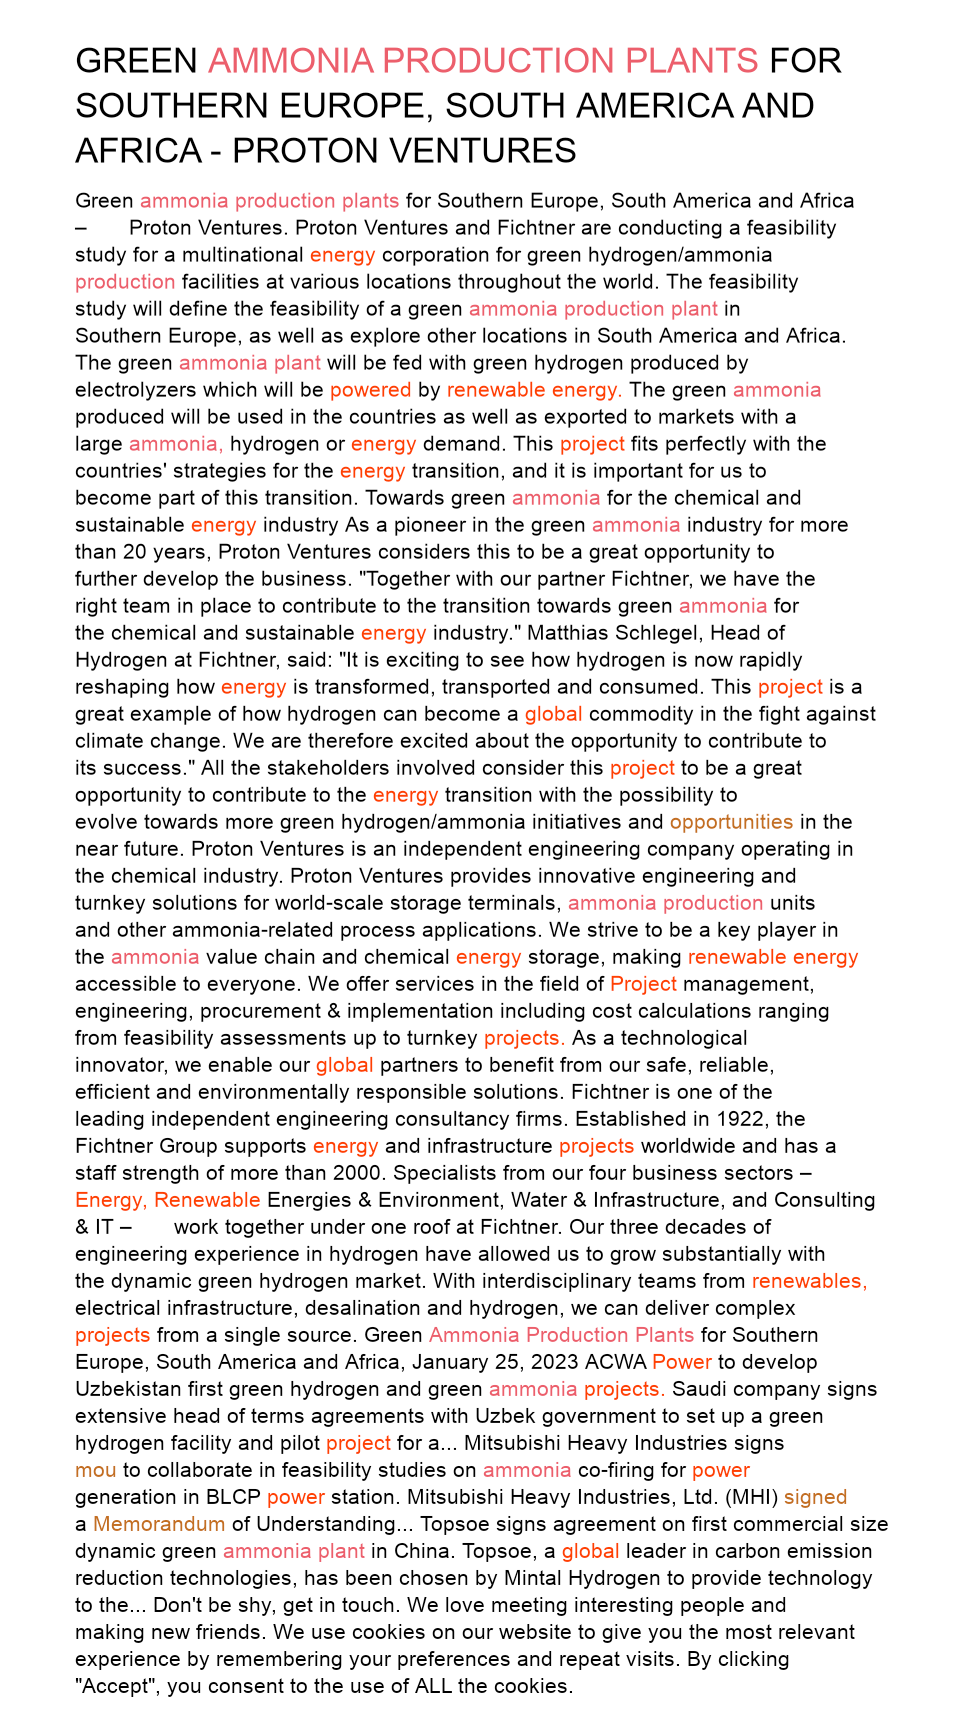 GREEN AMMONIA PRODUCTION PLANTS FOR
SOUTHERN EUROPE, SOUTH AMERICA AND
AFRICA - PROTON VENTURES
Green ammonia production plants for Southern Europe, South America and Africa
– Proton Ventures. Proton Ventures and Fichtner are conducting a feasibility
study for a multinational energy corporation for green hydrogen/ammonia
production facilities at various locations throughout the world. The feasibility
study will define the feasibility of a green ammonia production plant in
Southern Europe, as well as explore other locations in South America and Africa.
The green ammonia plant will be fed with green hydrogen produced by
electrolyzers which will be powered by renewable energy. The green ammonia
produced will be used in the countries as well as exported to markets with a
large ammonia, hydrogen or energy demand. This project fits perfectly with the
countries' strategies for the energy transition, and it is important for us to
become part of this transition. Towards green ammonia for the chemical and
sustainable energy industry As a pioneer in the green ammonia industry for more
than 20 years, Proton Ventures considers this to be a great opportunity to
further develop the business. "Together with our partner Fichtner, we have the
right team in place to contribute to the transition towards green ammonia for
the chemical and sustainable energy industry." Matthias Schlegel, Head of
Hydrogen at Fichtner, said: "It is exciting to see how hydrogen is now rapidly
reshaping how energy is transformed, transported and consumed. This project is a
great example of how hydrogen can become a global commodity in the fight against
climate change. We are therefore excited about the opportunity to contribute to
its success." All the stakeholders involved consider this project to be a great
opportunity to contribute to the energy transition with the possibility to
evolve towards more green hydrogen/ammonia initiatives and opportunities in the
near future. Proton Ventures is an independent engineering company operating in
the chemical industry. Proton Ventures provides innovative engineering and
turnkey solutions for world-scale storage terminals, ammonia production units
and other ammonia-related process applications. We strive to be a key player in
the ammonia value chain and chemical energy storage, making renewable energy
accessible to everyone. We offer services in the field of Project management,
engineering, procurement & implementation including cost calculations ranging
from feasibility assessments up to turnkey projects. As a technological
innovator, we enable our global partners to benefit from our safe, reliable,
efficient and environmentally responsible solutions. Fichtner is one of the
leading independent engineering consultancy firms. Established in 1922, the
Fichtner Group supports energy and infrastructure projects worldwide and has a
staff strength of more than 2000. Specialists from our four business sectors –
Energy, Renewable Energies & Environment, Water & Infrastructure, and Consulting
& IT – work together under one roof at Fichtner. Our three decades of
engineering experience in hydrogen have allowed us to grow substantially with
the dynamic green hydrogen market. With interdisciplinary teams from renewables,
electrical infrastructure, desalination and hydrogen, we can deliver complex
projects from a single source. Green Ammonia Production Plants for Southern
Europe, South America and Africa, January 25, 2023 ACWA Power to develop
Uzbekistan first green hydrogen and green ammonia projects. Saudi company signs
extensive head of terms agreements with Uzbek government to set up a green
hydrogen facility and pilot project for a... Mitsubishi Heavy Industries signs
mou to collaborate in feasibility studies on ammonia co-firing for power
generation in BLCP power station. Mitsubishi Heavy Industries, Ltd. (MHI) signed
a Memorandum of Understanding... Topsoe signs agreement on first commercial size
dynamic green ammonia plant in China. Topsoe, a global leader in carbon emission
reduction technologies, has been chosen by Mintal Hydrogen to provide technology
to the... Don't be shy, get in touch. We love meeting interesting people and
making new friends. We use cookies on our website to give you the most relevant
experience by remembering your preferences and repeat visits. By clicking
"Accept", you consent to the use of ALL the cookies.